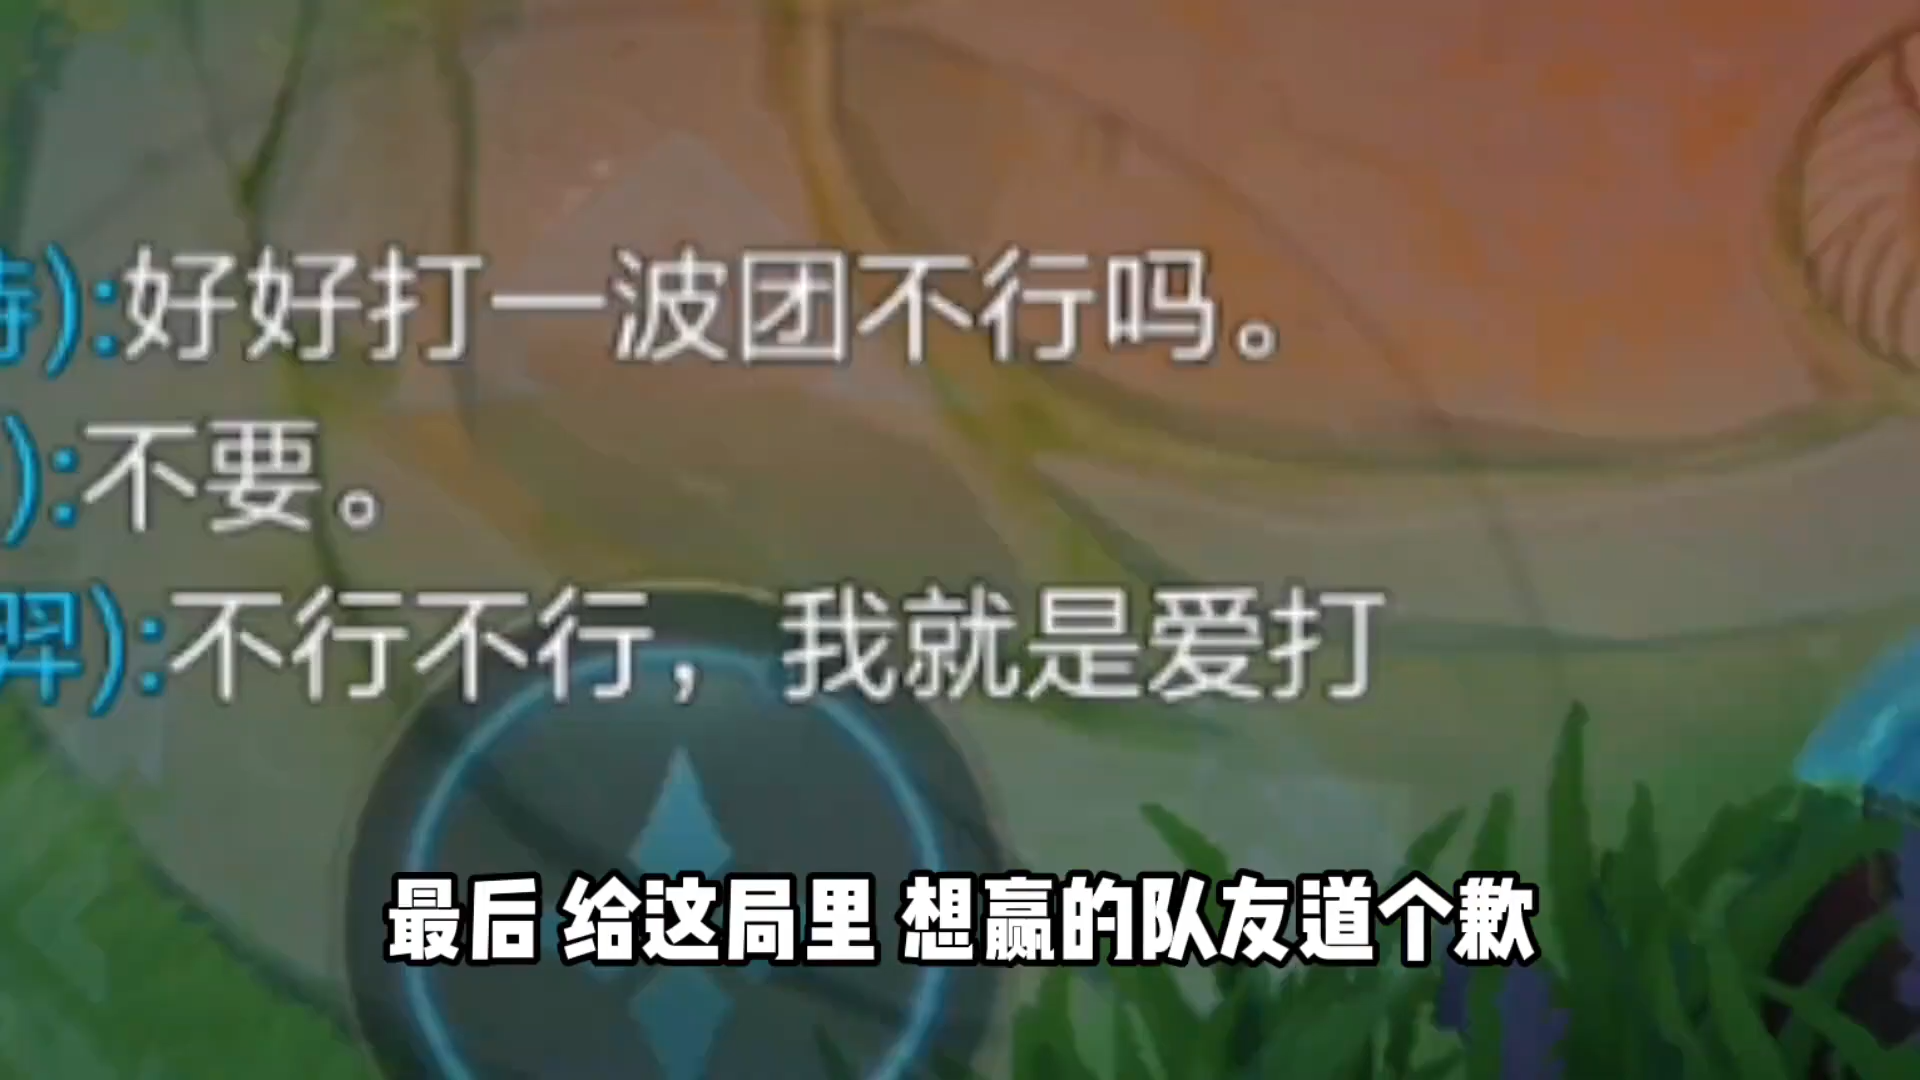 ):好好打一波团不行吗。
):不要。
羿):不行不行，我就是爱打
最后 给这局里 想赢的队友道个歉